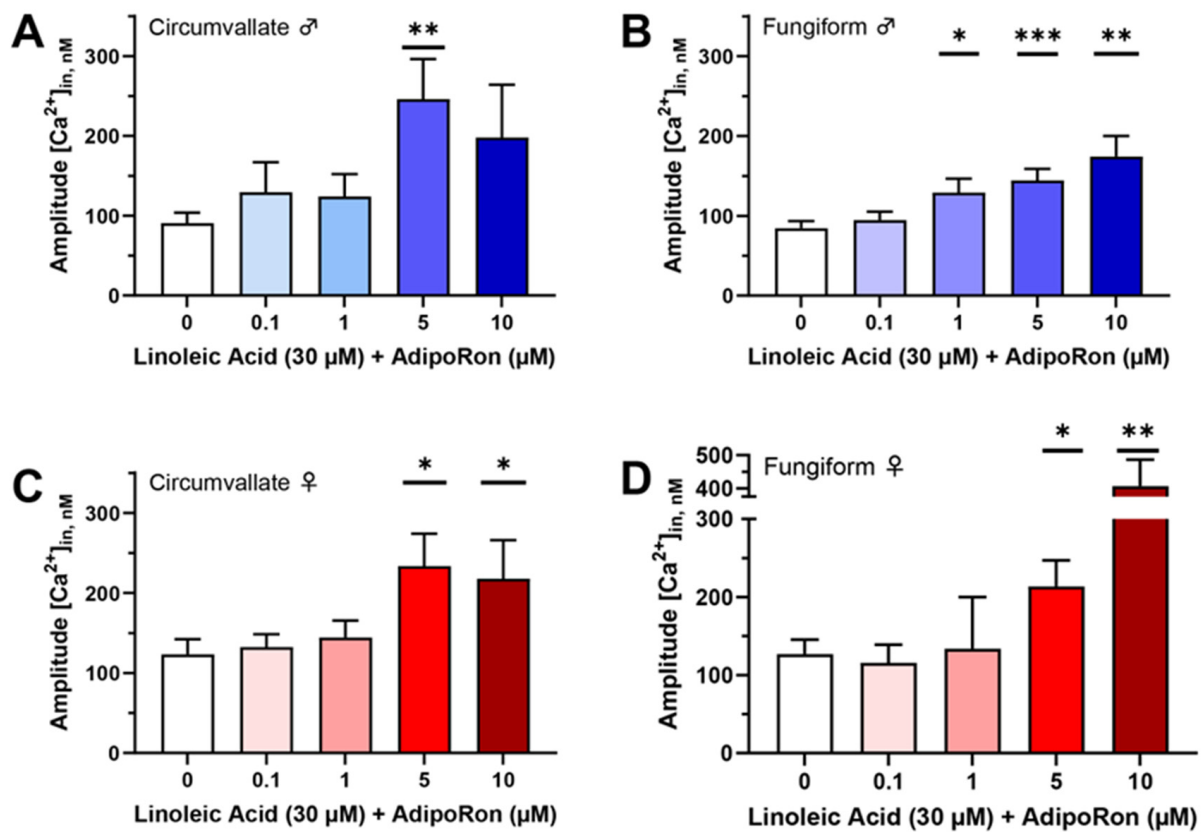 A
Circumvallate ♂
**
Amplitude [Ca²⁺]in, nM
300
200
100
0
0 0.1 1 5 10
Linoleic Acid (30 µM) + AdipoRon (µM)
B
Fungiform ♂
* *** **
Amplitude [Ca²⁺]in, nM
300
200
100
0
0 0.1 1 5 10
Linoleic Acid (30 µM) + AdipoRon (µM)
C
Circumvallate ♀
* *
Amplitude [Ca²⁺]in, nM
300
200
100
0
0 0.1 1 5 10
Linoleic Acid (30 µM) + AdipoRon (µM)
D
Fungiform ♀
* **
Amplitude [Ca²⁺]in, nM
500
400
300
200
100
0
0 0.1 1 5 10
Linoleic Acid (30 µM) + AdipoRon (µM)